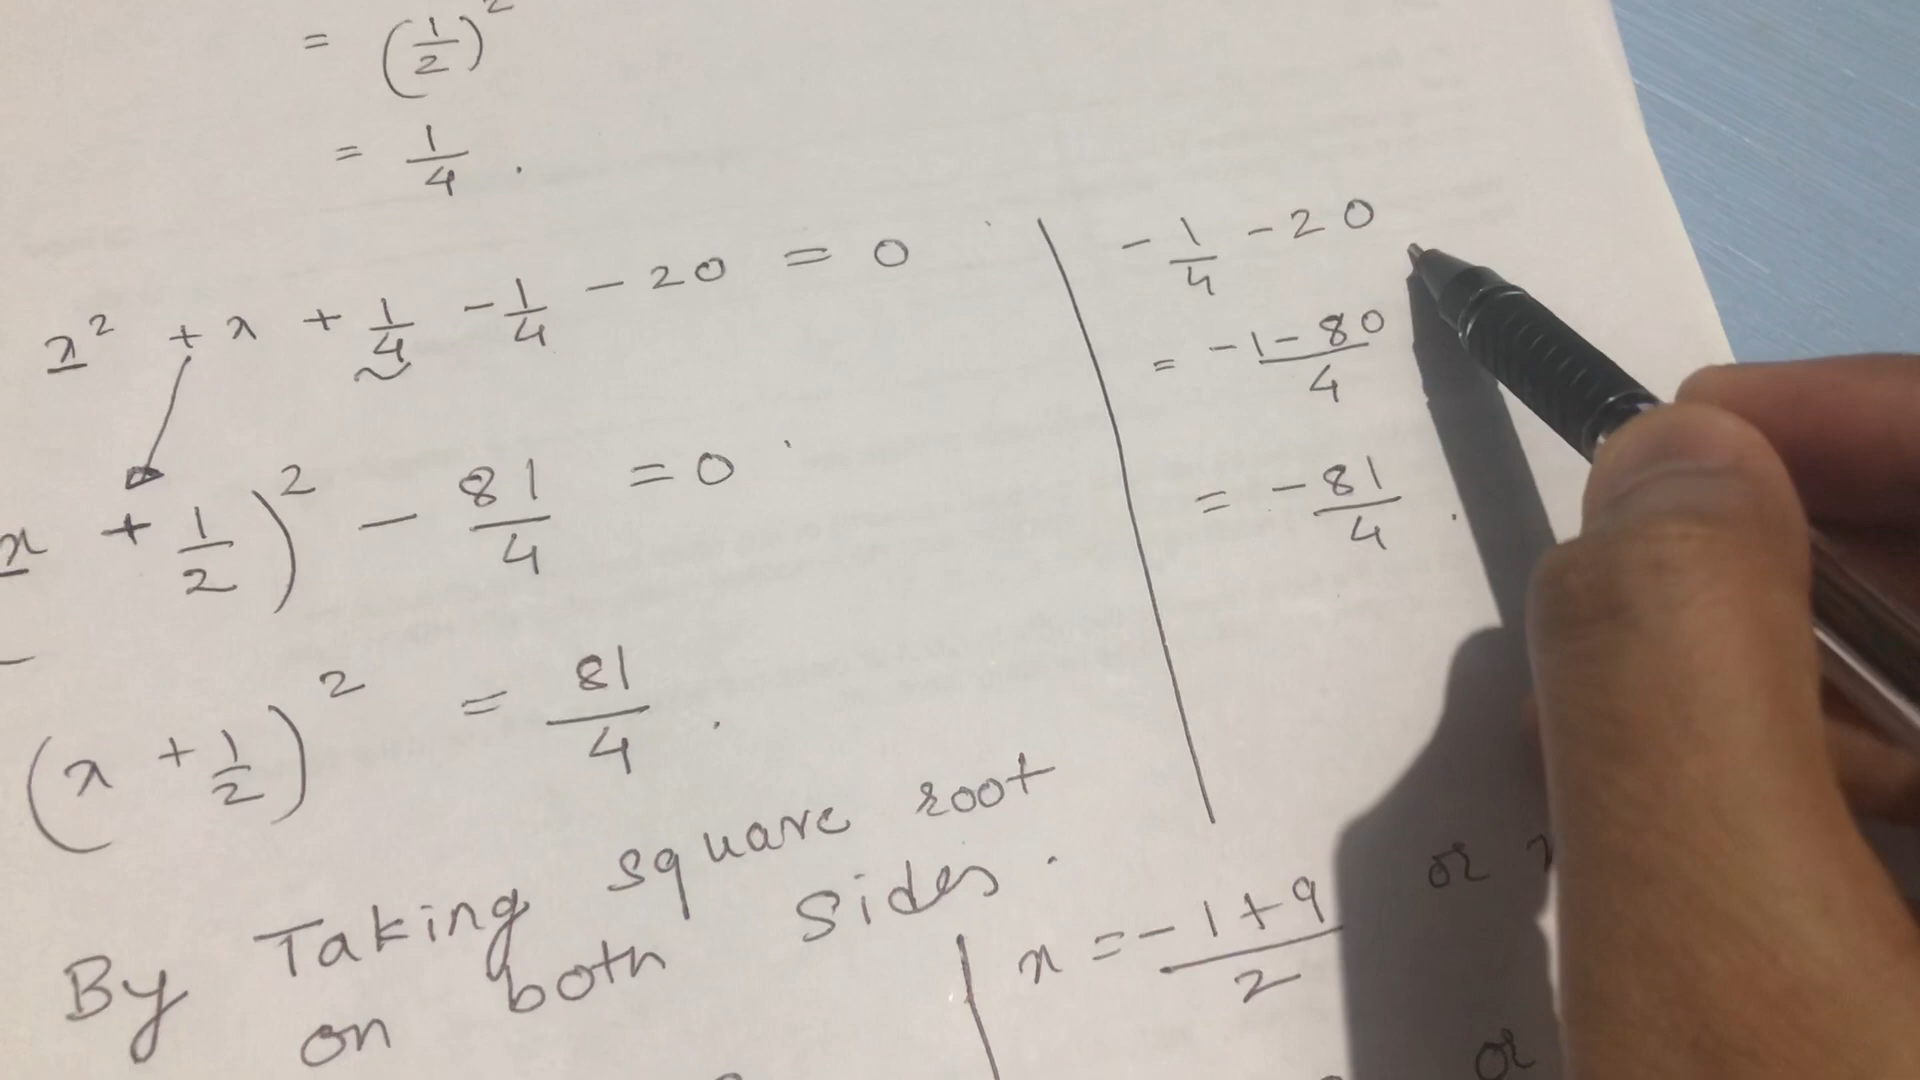 = (1/2)²
= 1/4 .
x² + x + 1/4 - 1/4 - 20 = 0
x + 1/2)² - 81/4 = 0
(x + 1/2)² = 81/4 .
By Taking square root
on both sides.
- 1/4 - 20
= -1-80/4
= -81/4 .
x = -1+9/2 or
or